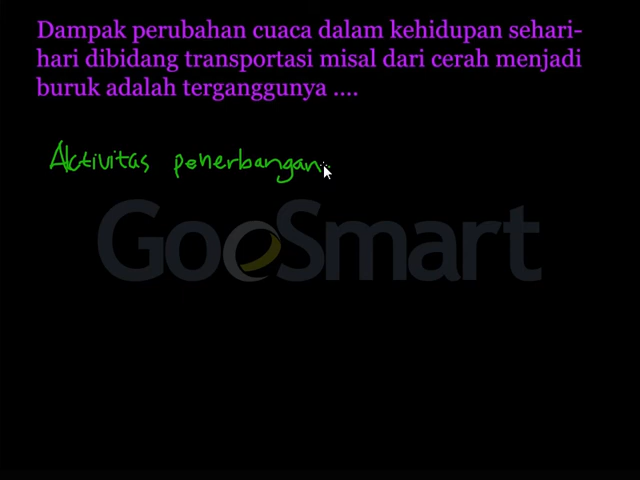 Dampak perubahan cuaca dalam kehidupan sehari-
hari dibidang transportasi misal dari cerah menjadi
buruk adalah terganggunya ....
Aktivitas penerbangan
GooSmart